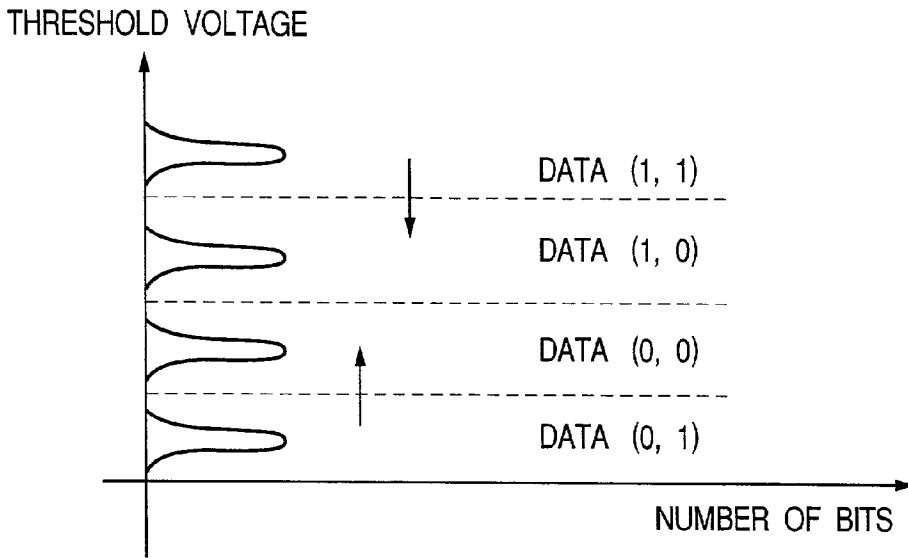 THRESHOLD VOLTAGE
DATA (1, 1)
DATA (1, 0)
DATA (0, 0)
DATA (0, 1)
NUMBER OF BITS